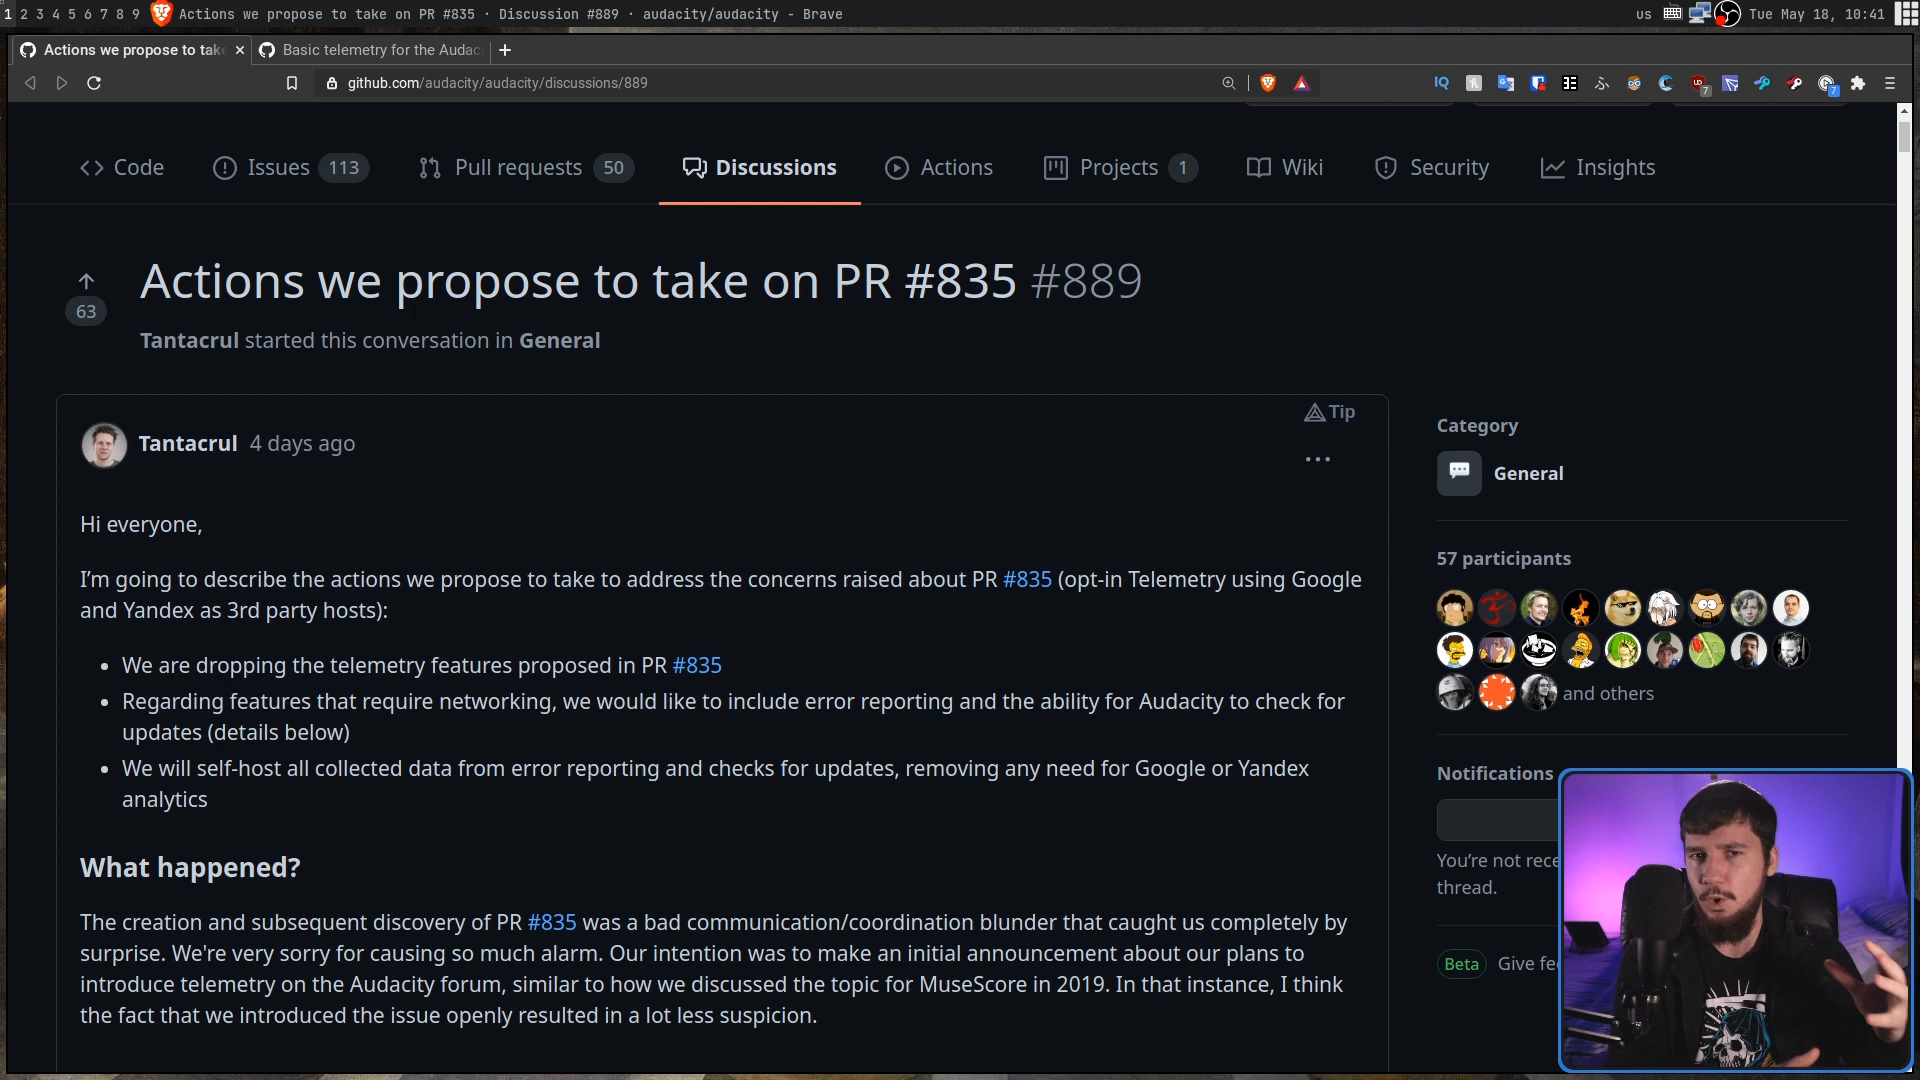 1 2 3 4 5 6 7 8 9 Actions we propose to take on PR #835 · Discussion #889 · audacity/audacity - Brave
us Tue May 18, 10:41
Actions we propose to tak
Basic telemetry for the Audac
github.com/audacity/audacity/discussions/889
IQ
7
7
Code
Issues 113
Pull requests 50
Discussions
Actions
Projects 1
Wiki
Security
Insights
63
Actions we propose to take on PR #835 #889
Tantacrul started this conversation in General
Tip
Tantacrul 4 days ago
Hi everyone,
I'm going to describe the actions we propose to take to address the concerns raised about PR #835 (opt-in Telemetry using Google
and Yandex as 3rd party hosts):
• We are dropping the telemetry features proposed in PR #835
• Regarding features that require networking, we would like to include error reporting and the ability for Audacity to check for
updates (details below)
• We will self-host all collected data from error reporting and checks for updates, removing any need for Google or Yandex
analytics
What happened?
The creation and subsequent discovery of PR #835 was a bad communication/coordination blunder that caught us completely by
surprise. We're very sorry for causing so much alarm. Our intention was to make an initial announcement about our plans to
introduce telemetry on the Audacity forum, similar to how we discussed the topic for MuseScore in 2019. In that instance, I think
the fact that we introduced the issue openly resulted in a lot less suspicion.
Category
General
57 participants
and others
Notifications
You're not rece
thread.
Beta Give fe